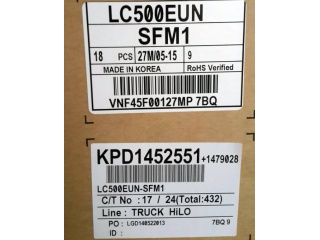 LC500EUN
SFM1
18 PCS 27M/05-15 9
MADE IN KOREA RoHS Verified
VNF45F00127MP 7BQ
KPD1452551+1479028
LC500EUN-SFM1
C/T No : 17 / 24(Total:432)
Line : TRUCK HiLO
PO : LGD140522013 7BQ 9
ID :